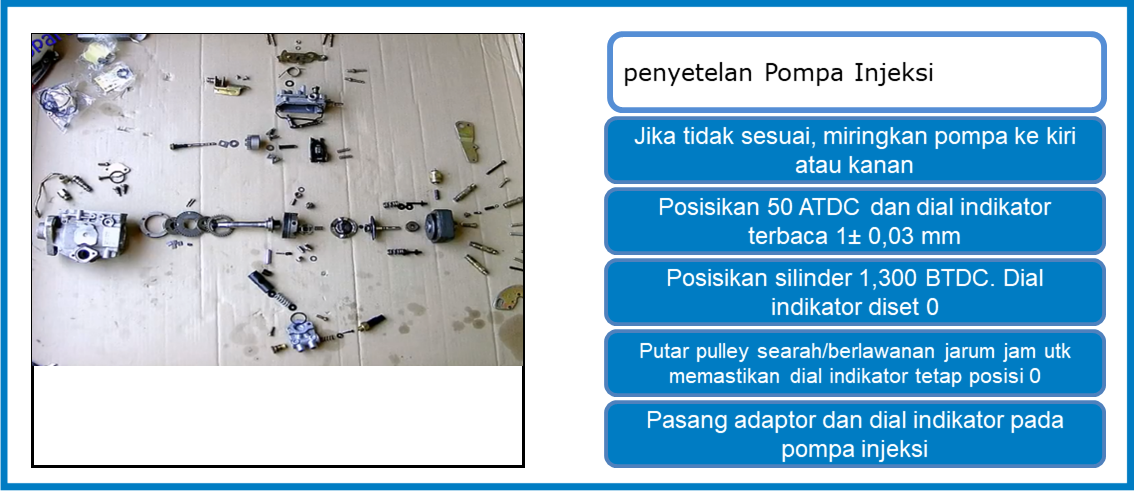 penyetelan Pompa Injeksi
Jika tidak sesuai, miringkan pompa ke kiri
atau kanan
Posisikan 50 ATDC dan dial indikator
terbaca 1± 0,03 mm
Posisikan silinder 1,300 BTDC. Dial
indikator diset 0
Putar pulley searah/berlawanan jarum jam utk
memastikan dial indikator tetap posisi 0
Pasang adaptor dan dial indikator pada
pompa injeksi